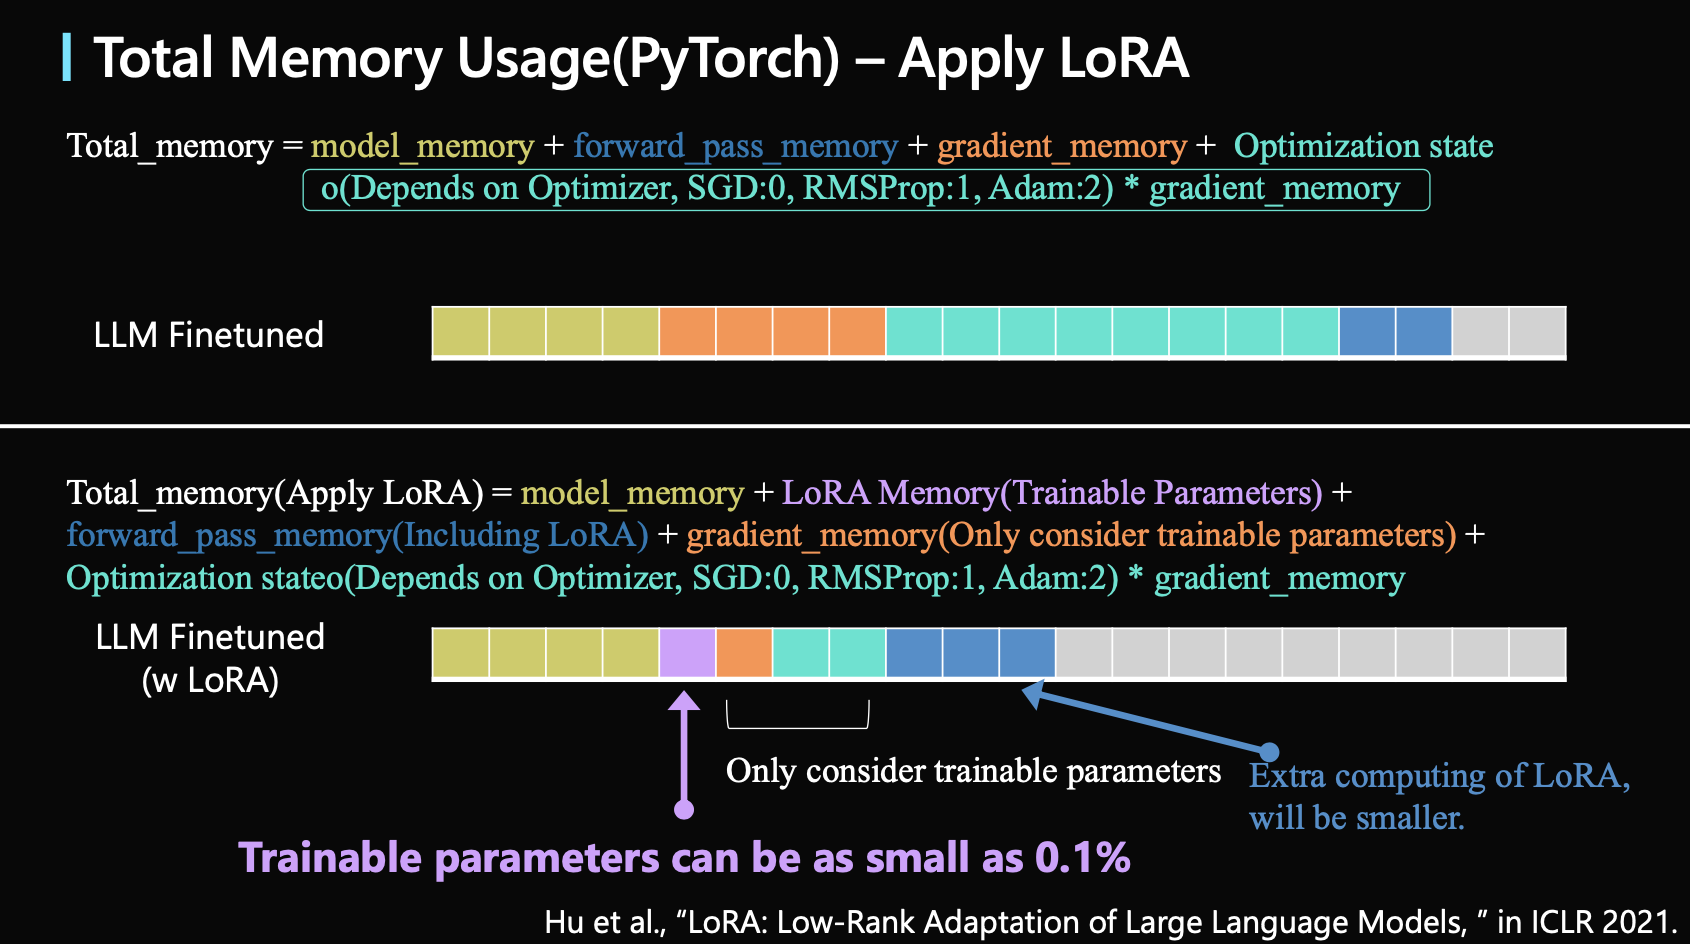 Total Memory Usage(PyTorch) – Apply LoRA
Total_memory = model_memory + forward_pass_memory + gradient_memory + Optimization state
o(Depends on Optimizer, SGD:0, RMSProp:1, Adam:2) * gradient_memory
LLM Finetuned
Total_memory(Apply LoRA) = model_memory + LoRA Memory(Trainable Parameters) +
forward_pass_memory(Including LoRA) + gradient_memory(Only consider trainable parameters) +
Optimization stateo(Depends on Optimizer, SGD:0, RMSProp:1, Adam:2) * gradient_memory
LLM Finetuned
(w LoRA)
Only consider trainable parameters
Extra computing of LoRA,
will be smaller.
Trainable parameters can be as small as 0.1%
Hu et al., “LoRA: Low-Rank Adaptation of Large Language Models, ” in ICLR 2021.